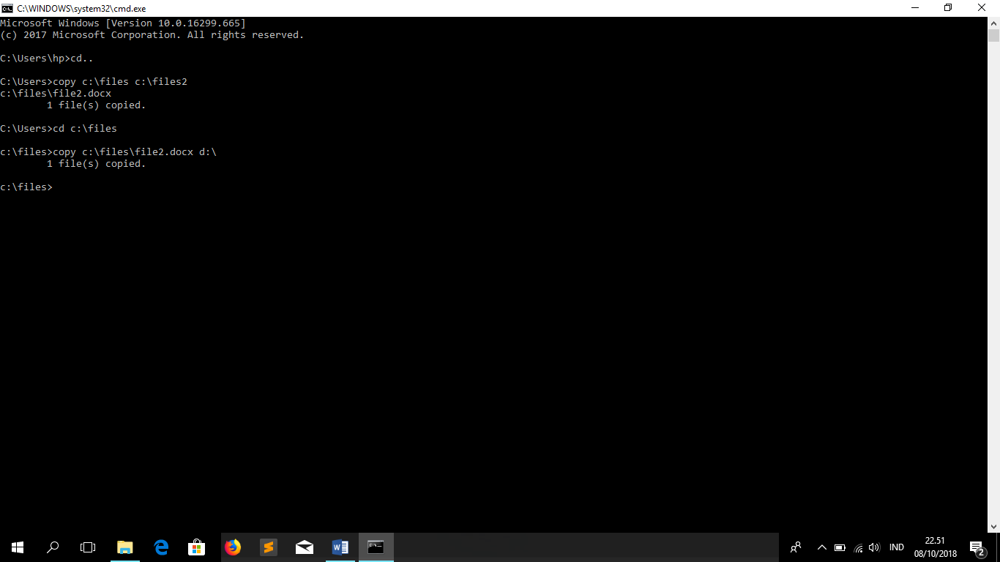 C:\WINDOWS\system32\cmd.exe
Microsoft Windows [Version 10.0.16299.665]
(c) 2017 Microsoft Corporation. All rights reserved.
C:\Users\hp>cd..
C:\Users>copy c:\files c:\files2
c:\files\file2.docx
        1 file(s) copied.
C:\Users>cd c:\files
c:\files>copy c:\files\file2.docx d:\
        1 file(s) copied.
c:\files>
IND
22.51
08/10/2018
2